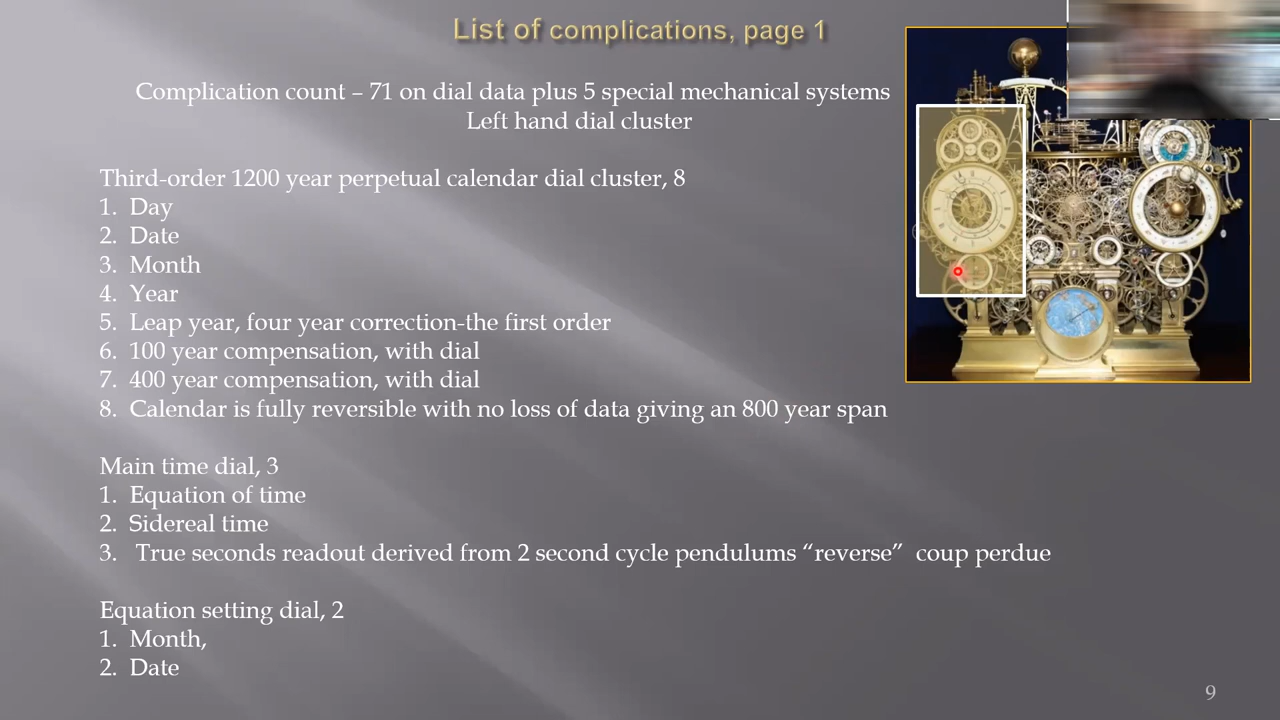 List of complications, page 1
Complication count – 71 on dial data plus 5 special mechanical systems
Left hand dial cluster
Third-order 1200 year perpetual calendar dial cluster, 8
1. Day
2. Date
3. Month
4. Year
5. Leap year, four year correction-the first order
6. 100 year compensation, with dial
7. 400 year compensation, with dial
8. Calendar is fully reversible with no loss of data giving an 800 year span
Main time dial, 3
1. Equation of time
2. Sidereal time
3. True seconds readout derived from 2 second cycle pendulums “reverse” coup perdue
Equation setting dial, 2
1. Month,
2. Date
9